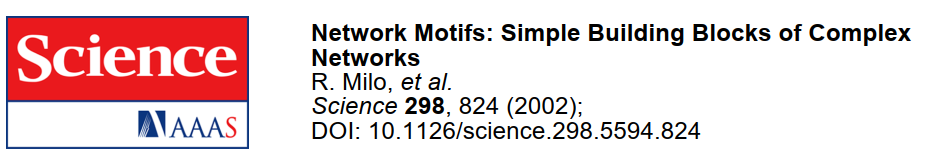 Science
AAAS
Network Motifs: Simple Building Blocks of Complex
Networks
R. Milo, et al.
Science 298, 824 (2002);
DOI: 10.1126/science.298.5594.824